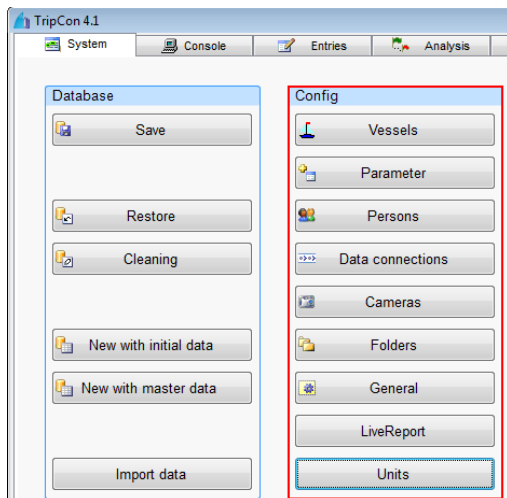 TripCon 4.1
System
Console
Entries
Analysis
Database
Save
Restore
Cleaning
New with initial data
New with master data
Import data
Config
Vessels
Parameter
Persons
Data connections
Cameras
Folders
General
LiveReport
Units